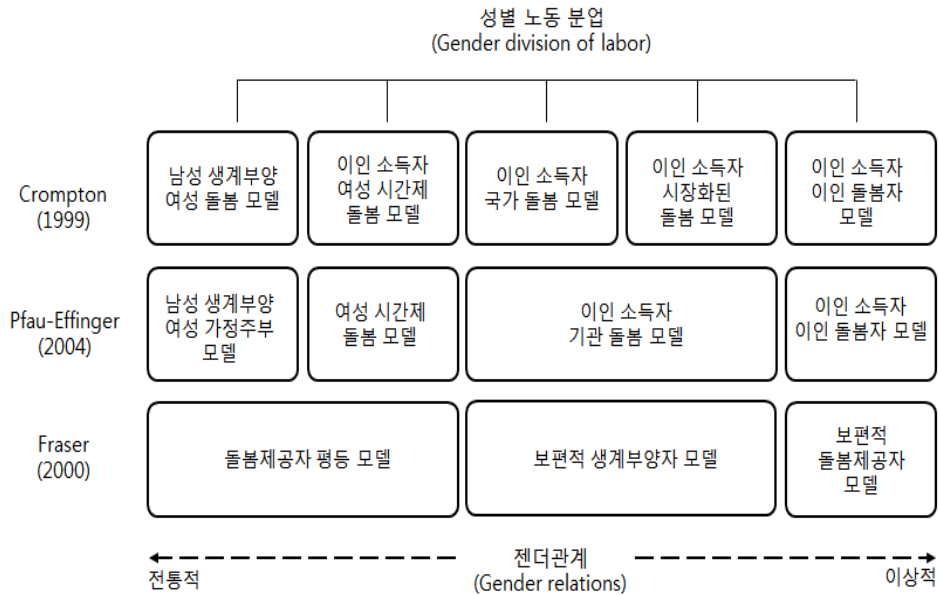 성별 노동 분업
(Gender division of labor)
Crompton
(1999)
남성 생계부양
여성 돌봄 모델
이인 소득자
여성 시간제
돌봄 모델
이인 소득자
국가 돌봄 모델
이인 소득자
시장화된
돌봄 모델
이인 소득자
이인 돌봄자
모델
Pfau-Effinger
(2004)
남성 생계부양
여성 가정주부
모델
여성 시간제
돌봄 모델
이인 소득자
기관 돌봄 모델
이인 소득자
이인 돌봄자 모델
Fraser
(2000)
돌봄제공자 평등 모델
보편적 생계부양자 모델
보편적
돌봄제공자
모델
전통적
젠더관계
(Gender relations)
이상적